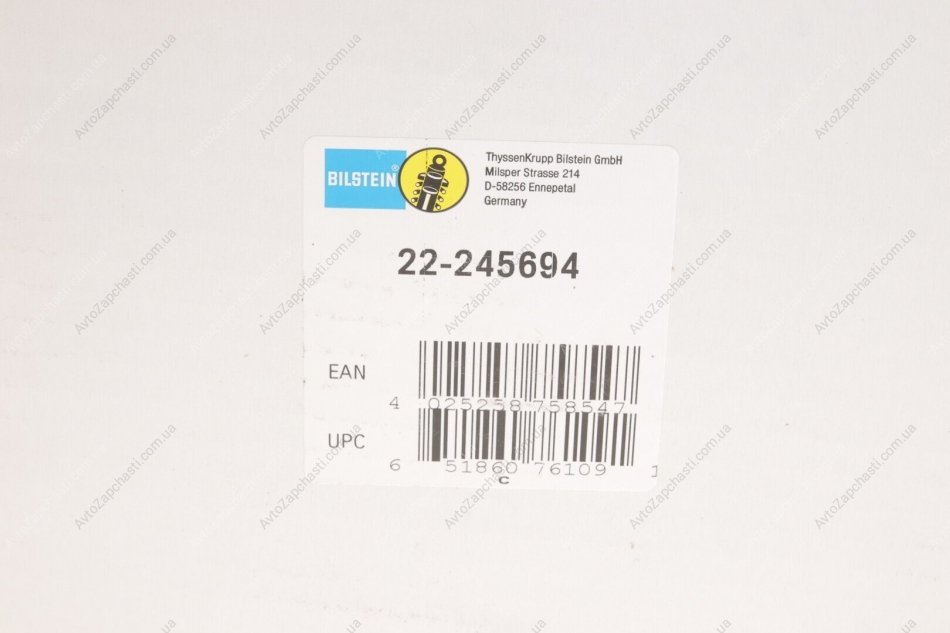 BILSTEIN®
ThyssenKrupp Bilstein GmbH
Milsper Strasse 214
D-58256 Ennepetal
Germany
22-245694
EAN
4 025258 758547
UPC
6 51860 76109 1
C
AvtoZapchasti.com.ua